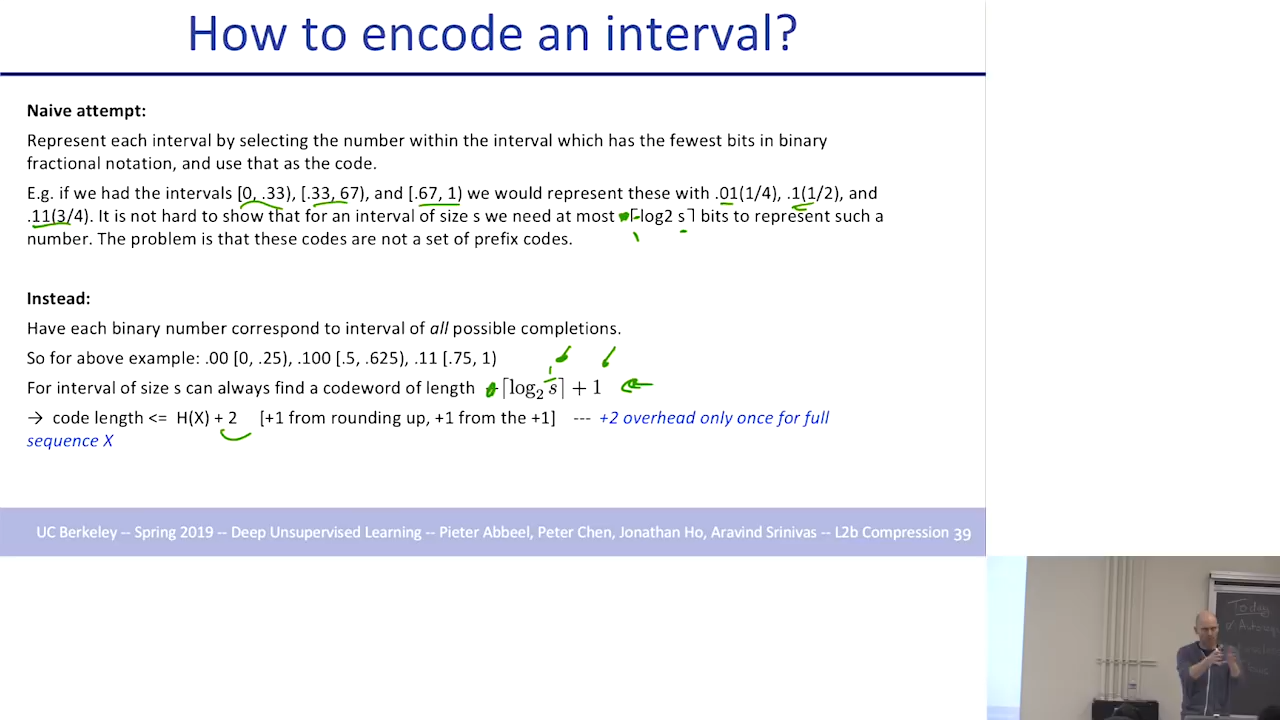 How to encode an interval?
Naive attempt:
Represent each interval by selecting the number within the interval which has the fewest bits in binary
fractional notation, and use that as the code.
E.g. if we had the intervals [0, .33), [.33, 67), and [.67, 1) we would represent these with .01(1/4), .1(1/2), and
.11(3/4). It is not hard to show that for an interval of size s we need at most ⌈-log2 s⌉ bits to represent such a
number. The problem is that these codes are not a set of prefix codes.
Instead:
Have each binary number correspond to interval of all possible completions.
So for above example: .00 [0, .25), .100 [.5, .625), .11 [.75, 1)
For interval of size s can always find a codeword of length - ⌈log₂ s⌉ + 1
→ code length <= H(X) + 2 [+1 from rounding up, +1 from the +1] --- +2 overhead only once for full
sequence X
UC Berkeley -- Spring 2019 -- Deep Unsupervised Learning -- Pieter Abbeel, Peter Chen, Jonathan Ho, Aravind Srinivas -- L2b Compression 39
Today